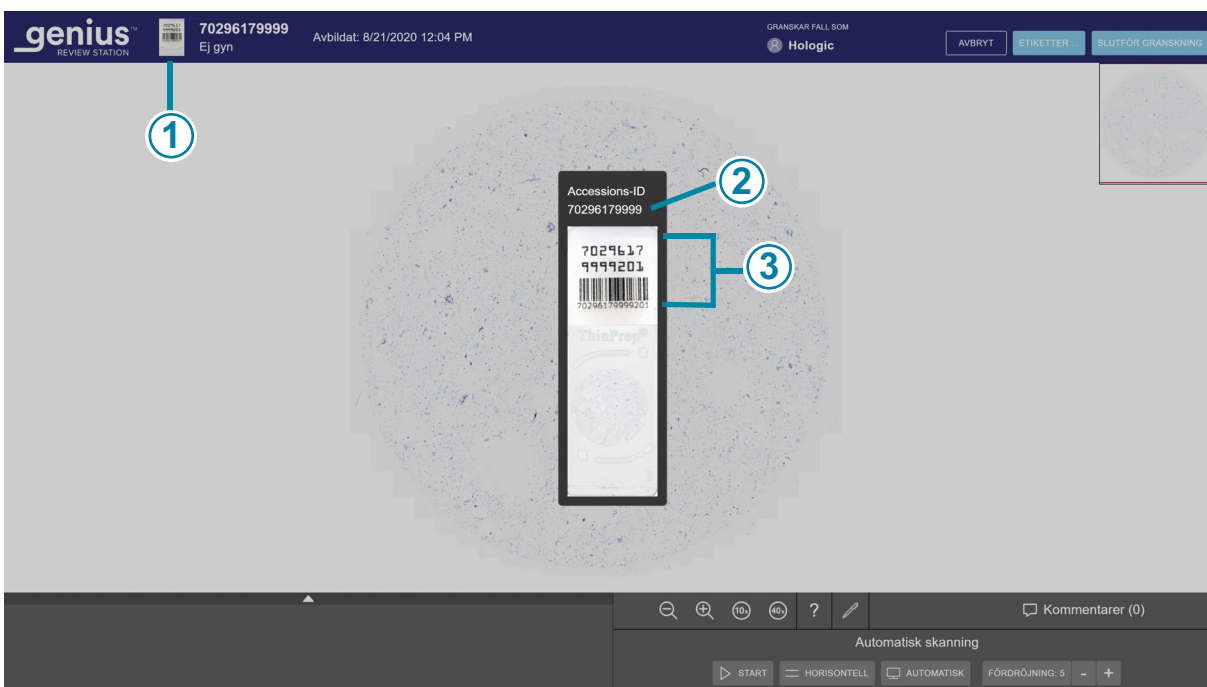 genius™
REVIEW STATION
70296179999
Ej gyn
Avbildat: 8/21/2020 12:04 PM
GRANSKAR FALL SOM
Hologic
AVBRYT
ETIKETTER ...
SLUTFÖR GRANSKNING
1
2
3
Accessions-ID
70296179999
7029617
9999201
70296179999201
ThinPrep®
10x
40x
?
Kommentarer (0)
Automatisk skanning
START
HORISONTELL
AUTOMATISK
FÖRDRÖJNING: 5
-
+